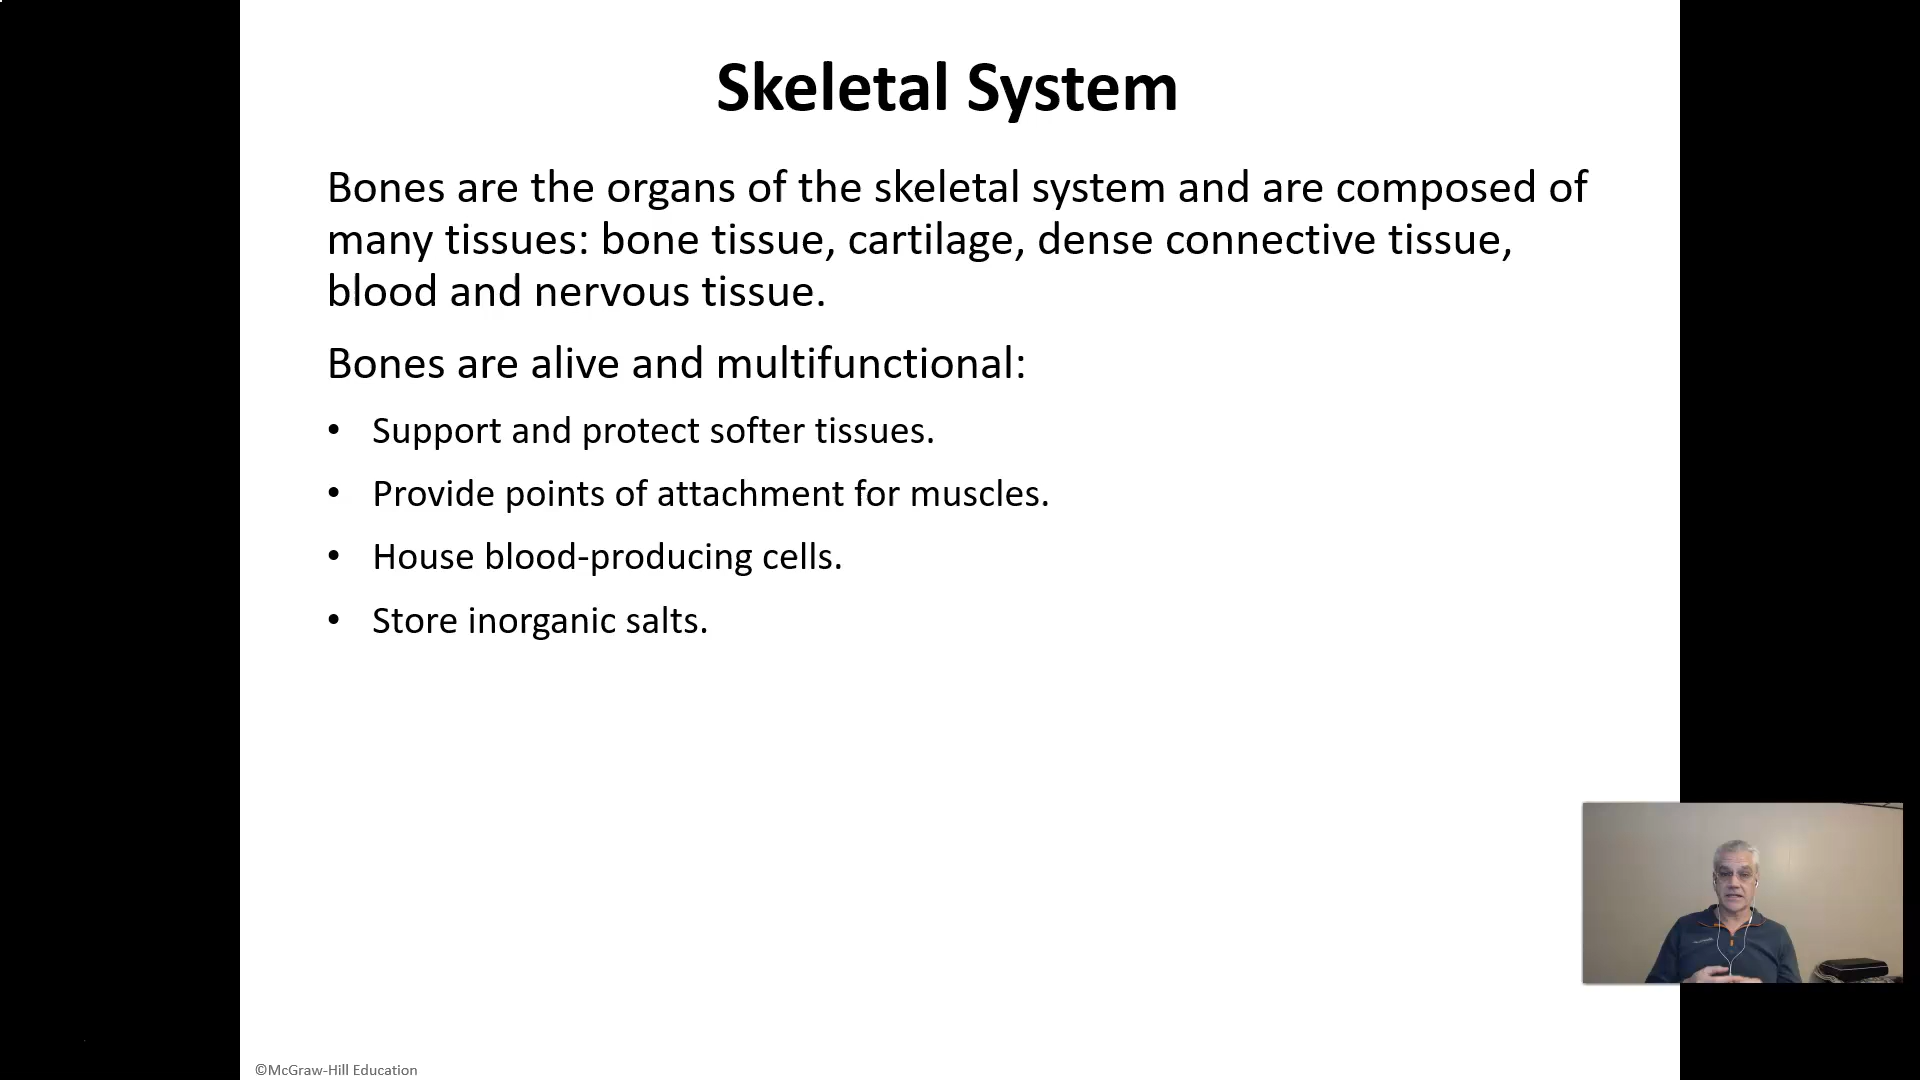 Skeletal System
Bones are the organs of the skeletal system and are composed of
many tissues: bone tissue, cartilage, dense connective tissue,
blood and nervous tissue.
Bones are alive and multifunctional:
• Support and protect softer tissues.
• Provide points of attachment for muscles.
• House blood-producing cells.
• Store inorganic salts.
©McGraw-Hill Education